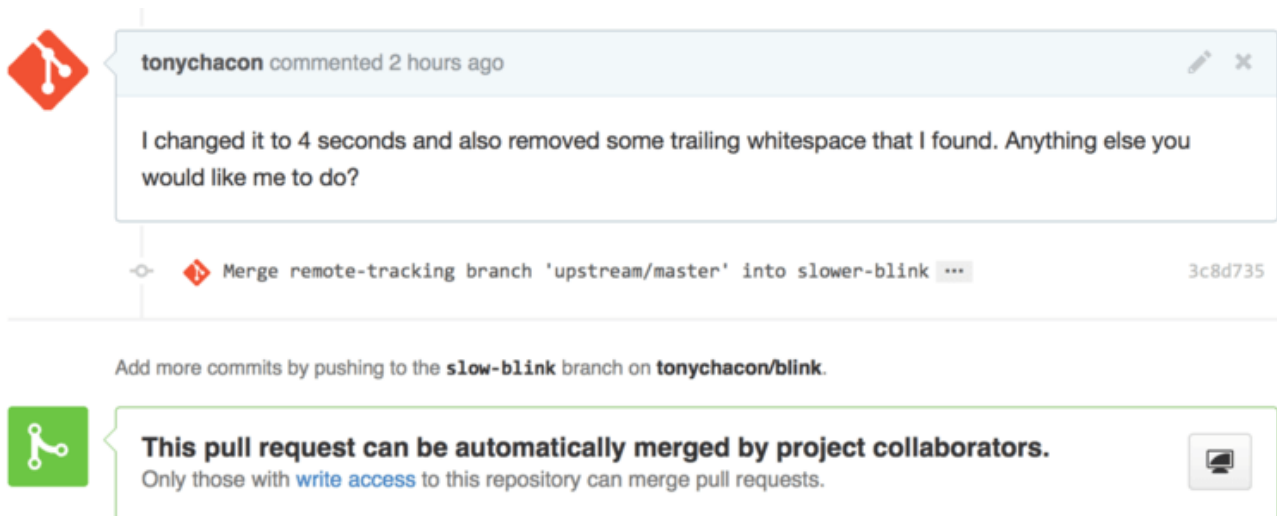 tonychacon commented 2 hours ago
I changed it to 4 seconds and also removed some trailing whitespace that I found. Anything else you
would like me to do?
Merge remote-tracking branch 'upstream/master' into slower-blink ... 3c8d735
Add more commits by pushing to the slow-blink branch on tonychacon/blink.
This pull request can be automatically merged by project collaborators.
Only those with write access to this repository can merge pull requests.